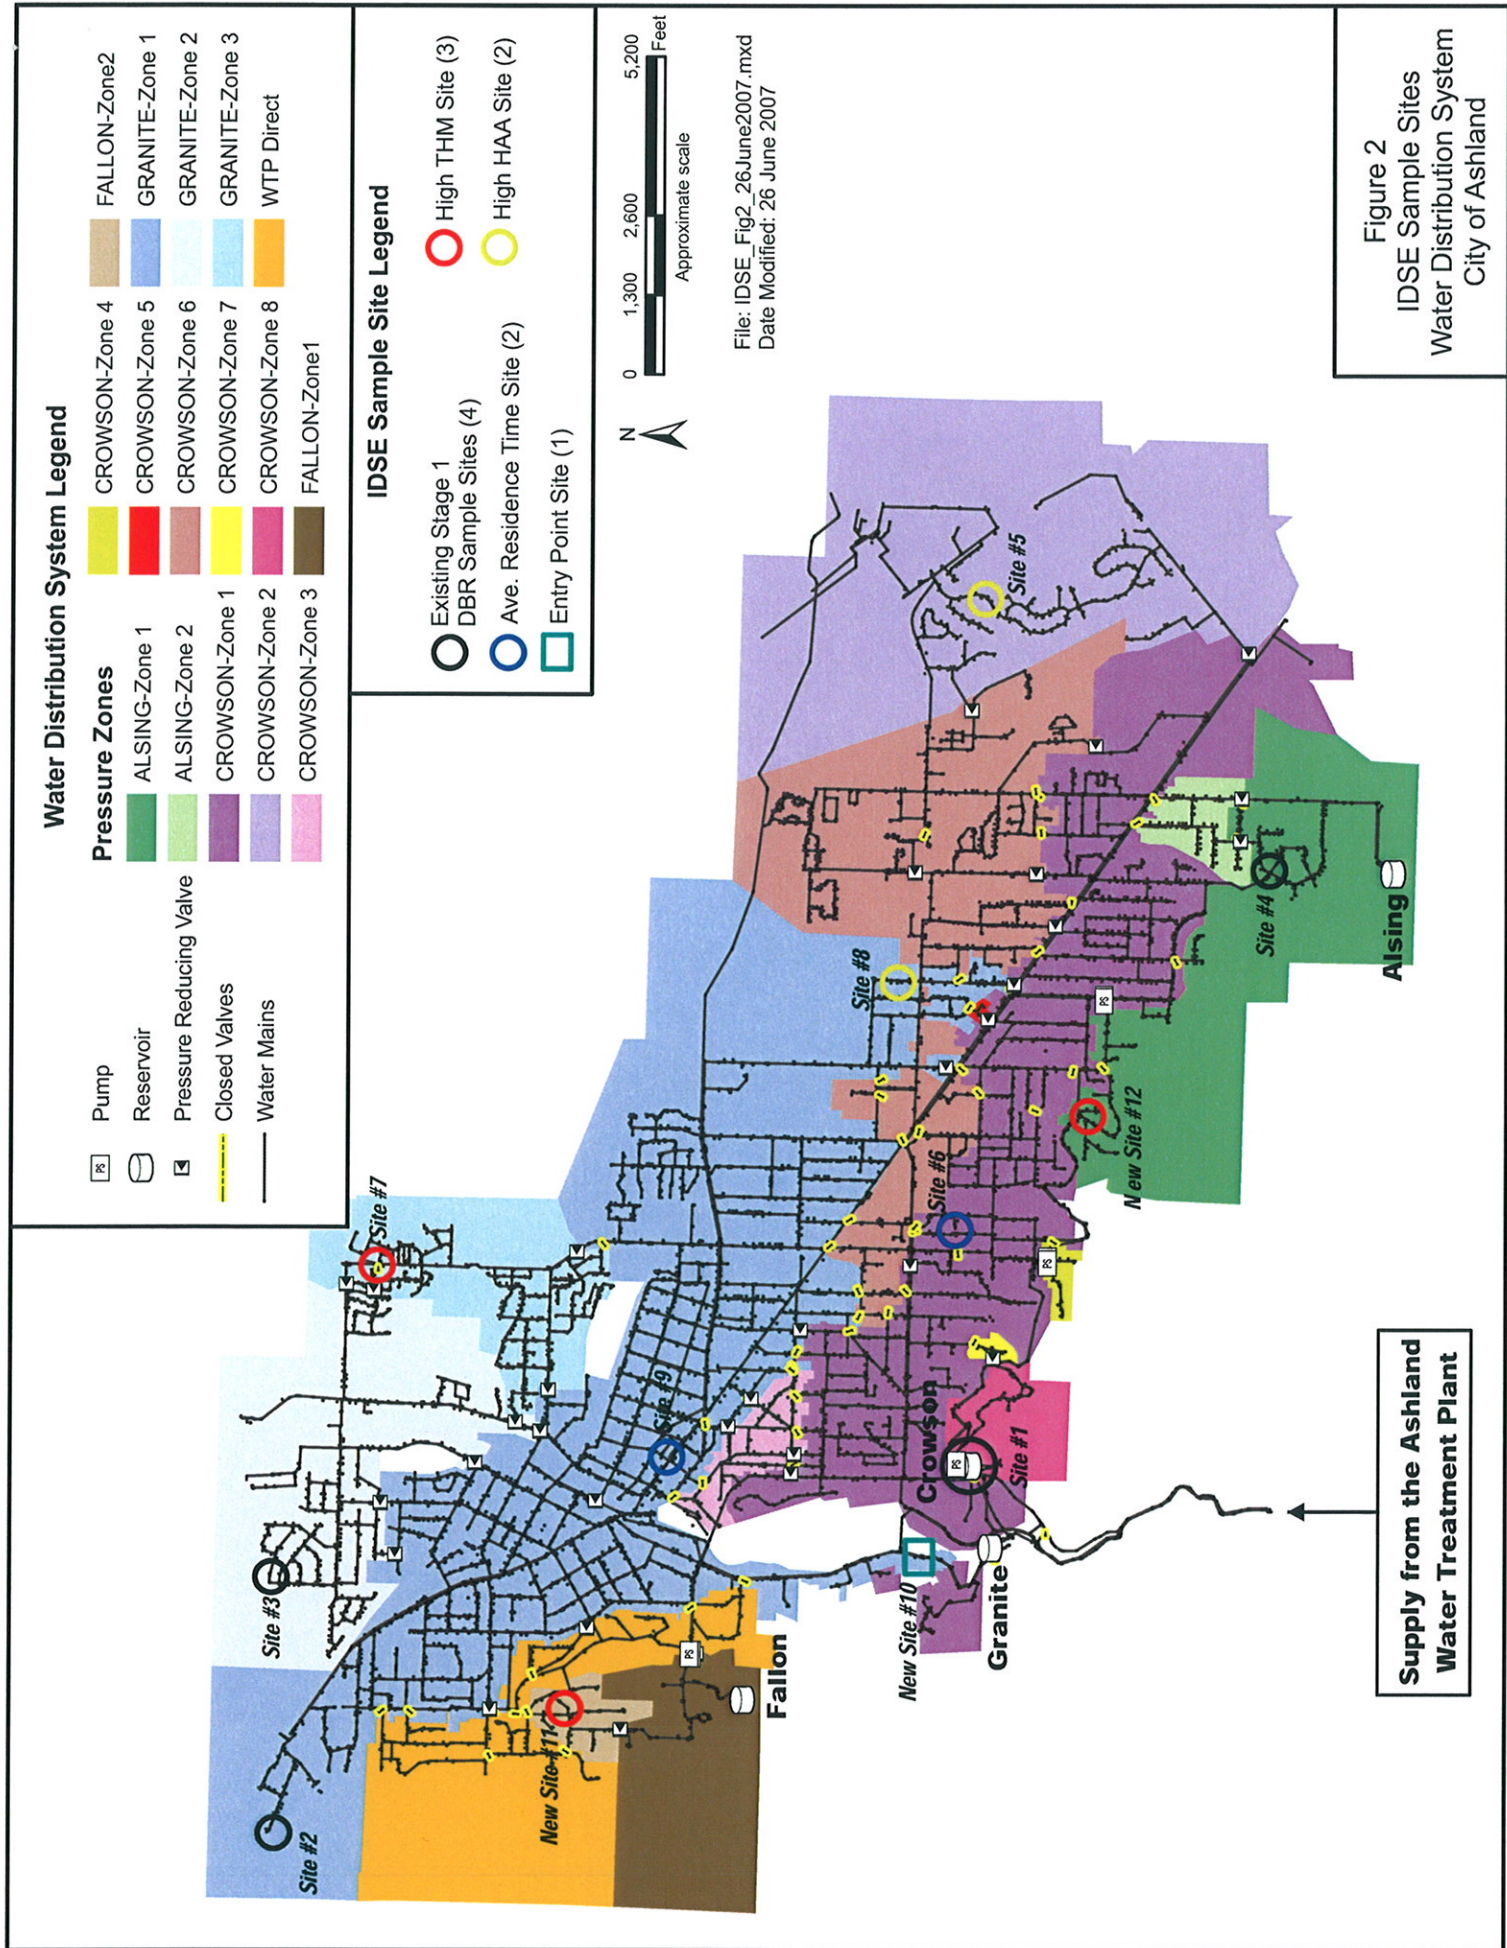 Water Distribution System Legend
PS Pump
Reservoir
Pressure Reducing Valve
Closed Valves
Water Mains
Pressure Zones
ALSING-Zone 1
ALSING-Zone 2
CROWSON-Zone 1
CROWSON-Zone 2
CROWSON-Zone 3
CROWSON-Zone 4
CROWSON-Zone 5
CROWSON-Zone 6
CROWSON-Zone 7
CROWSON-Zone 8
FALLON-Zone1
FALLON-Zone2
GRANITE-Zone 1
GRANITE-Zone 2
GRANITE-Zone 3
WTP Direct
IDSE Sample Site Legend
Existing Stage 1
DBR Sample Sites (4)
Ave. Residence Time Site (2)
Entry Point Site (1)
High THM Site (3)
High HAA Site (2)
N
0 1,300 2,600 5,200
Feet
Approximate scale
File: IDSE_Fig2_26June2007.mxd
Date Modified: 26 June 2007
Site #2
Site #3
Site #7
New Site #11
Site #9
Fallon
PS
Site #8
Site #5
New Site #10
Crowson
Site #6
PS
Granite
Site #1
PS
New Site #12
PS
Site #4
Alsing
Supply from the Ashland
Water Treatment Plant
Figure 2
IDSE Sample Sites
Water Distribution System
City of Ashland